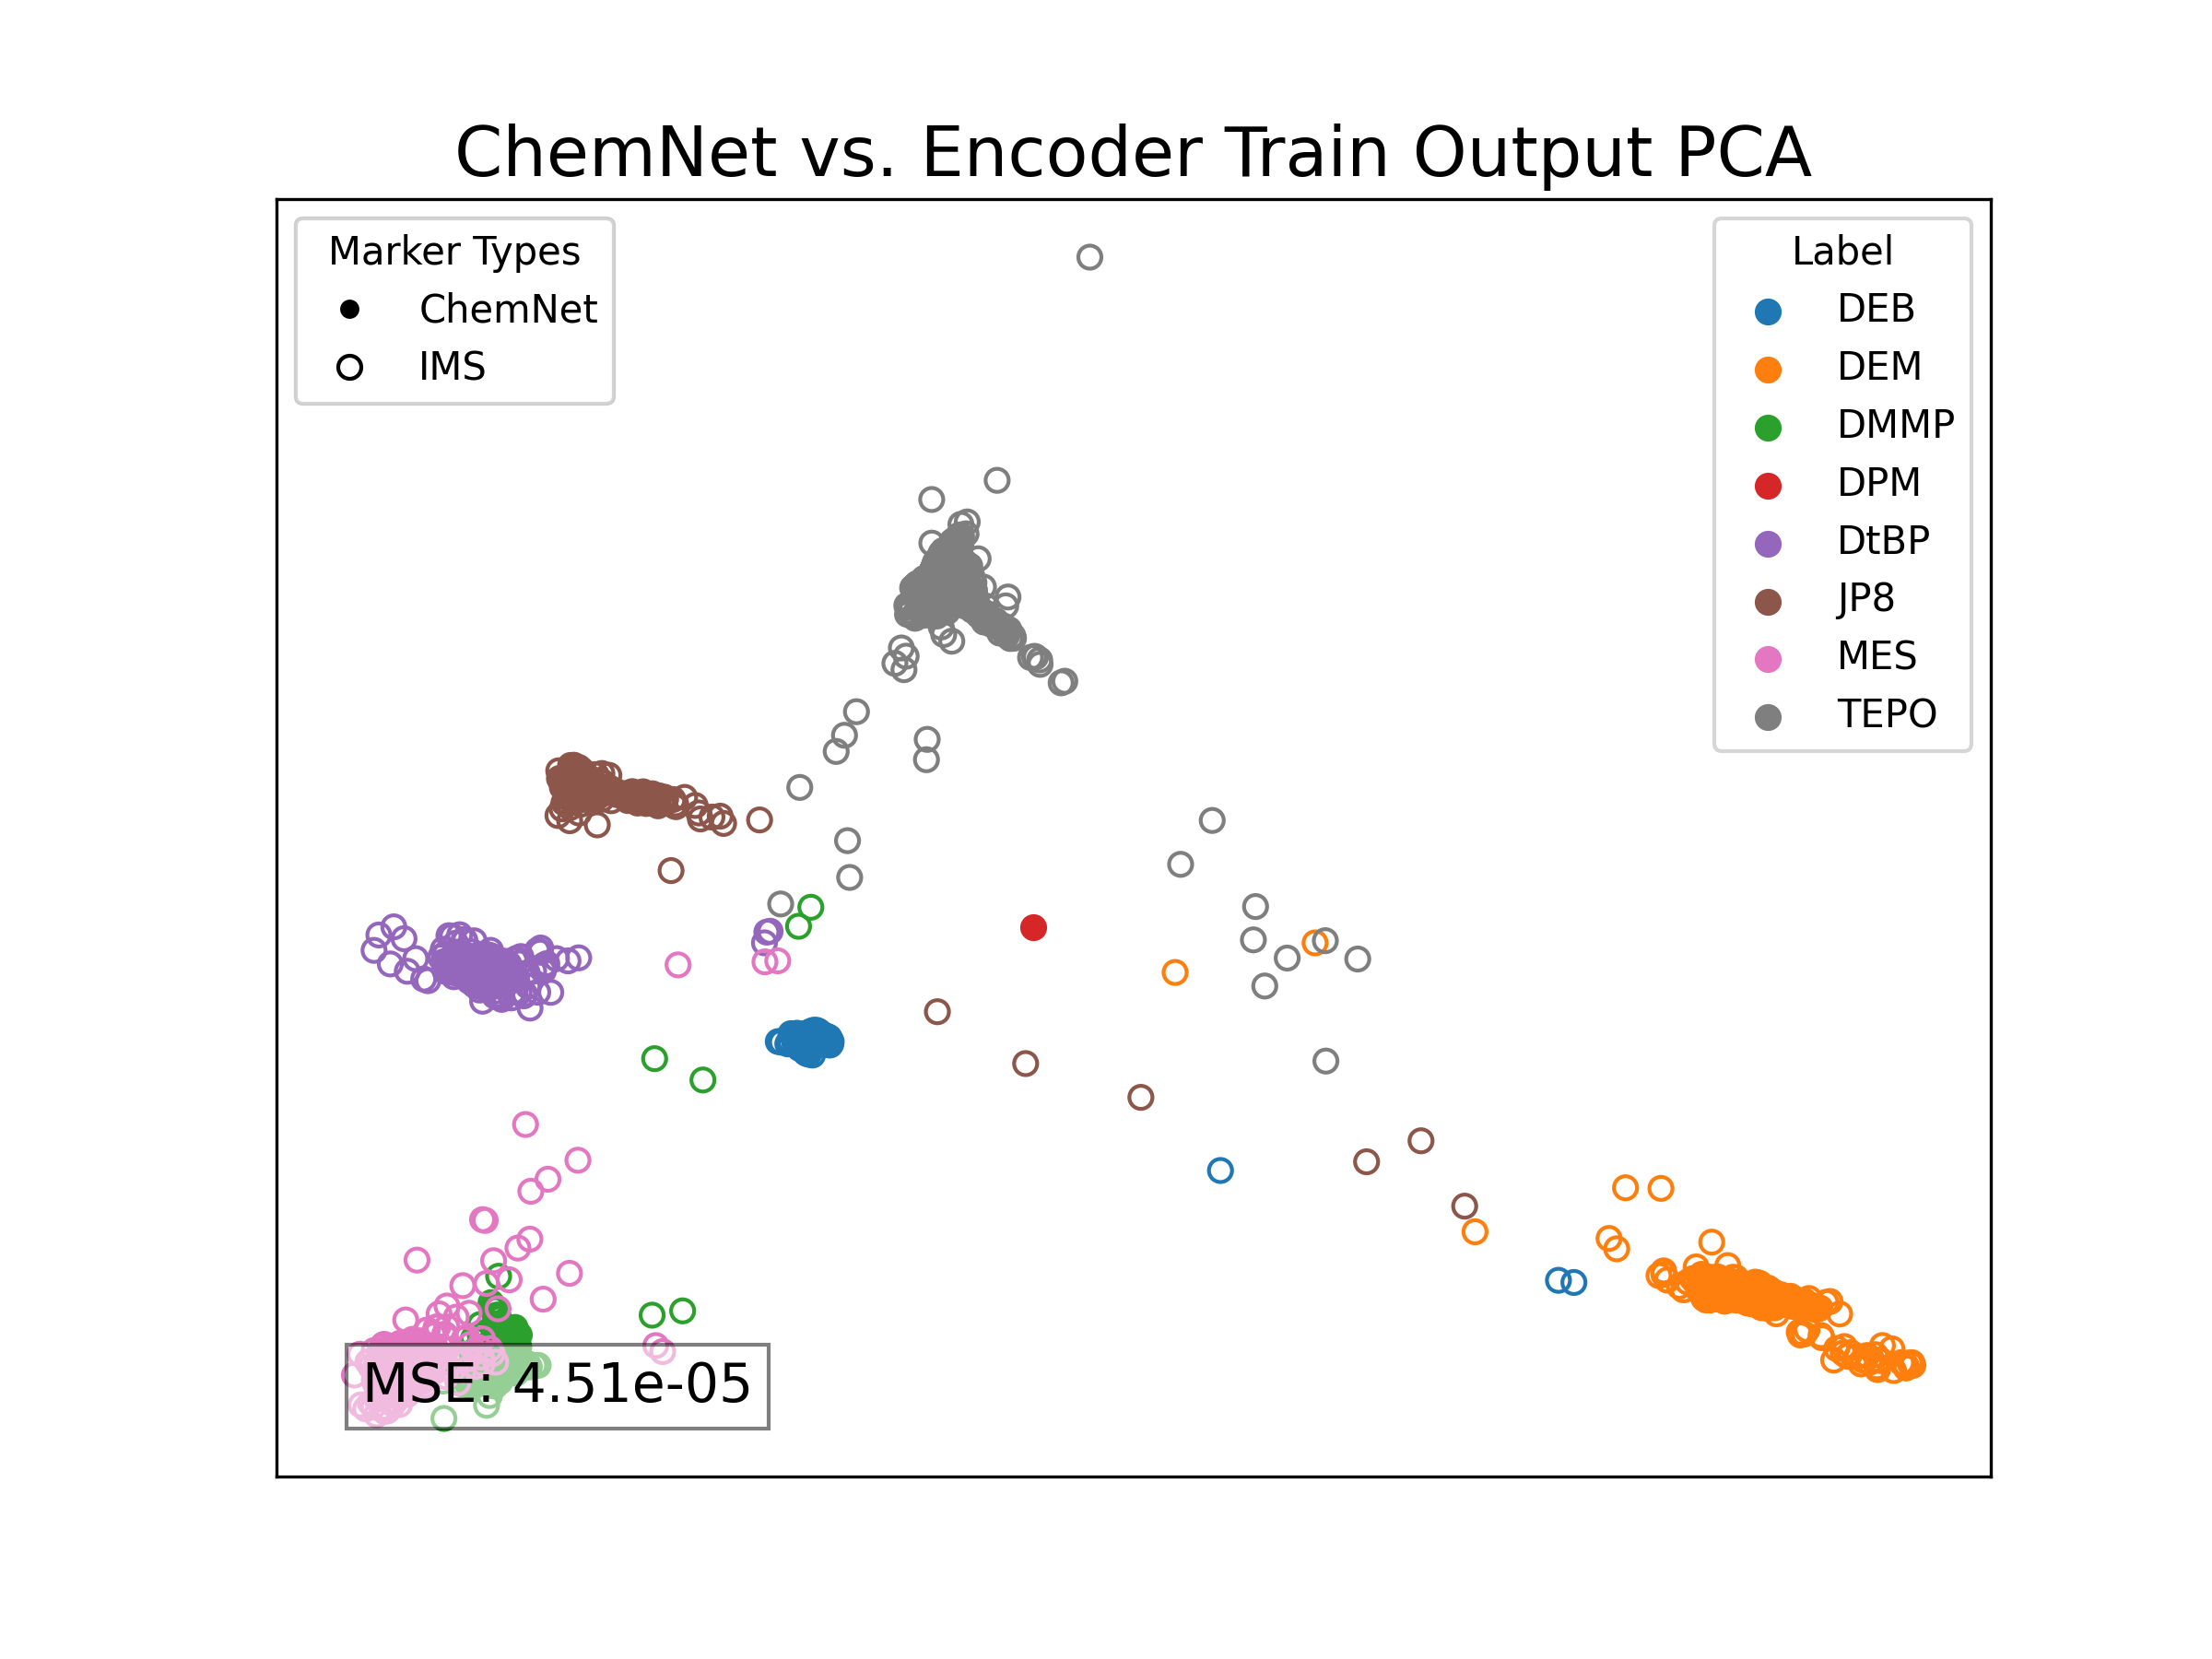 ChemNet vs. Encoder Train Output PCA
Marker Types
ChemNet
IMS
Label
DEB
DEM
DMMP
DPM
DtBP
JP8
MES
TEPO
MSE: 4.51e-05